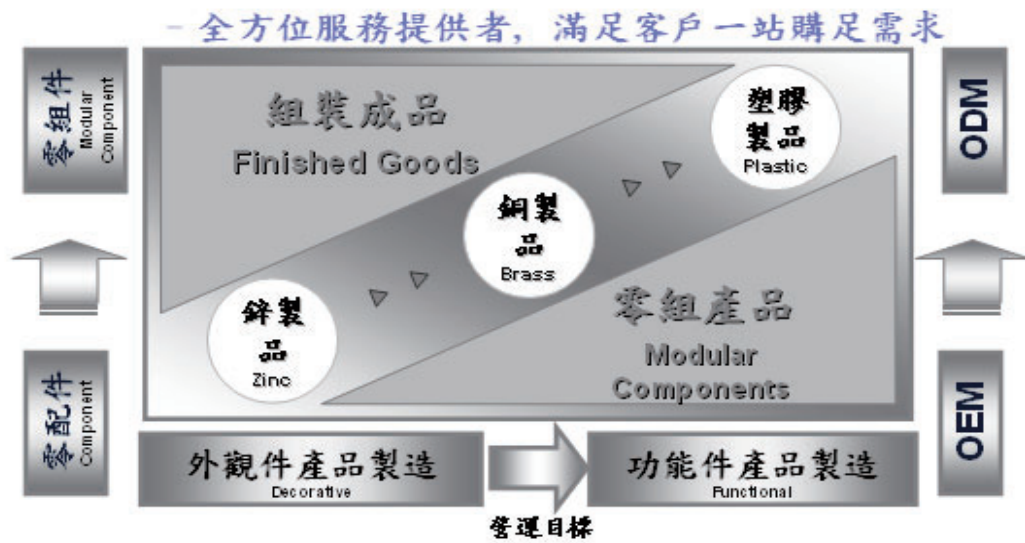 - 全方位服務提供者, 滿足客戶一站購足需求
零組件
Modular
Component
零配件
Component
組裝成品
Finished Goods
塑膠
製品
Plastic
銅製
品
Brass
鋅製
品
Zinc
零組產品
Modular
Components
ODM
OEM
外觀件產品製造
Decorative
功能件產品製造
Functional
營運目標